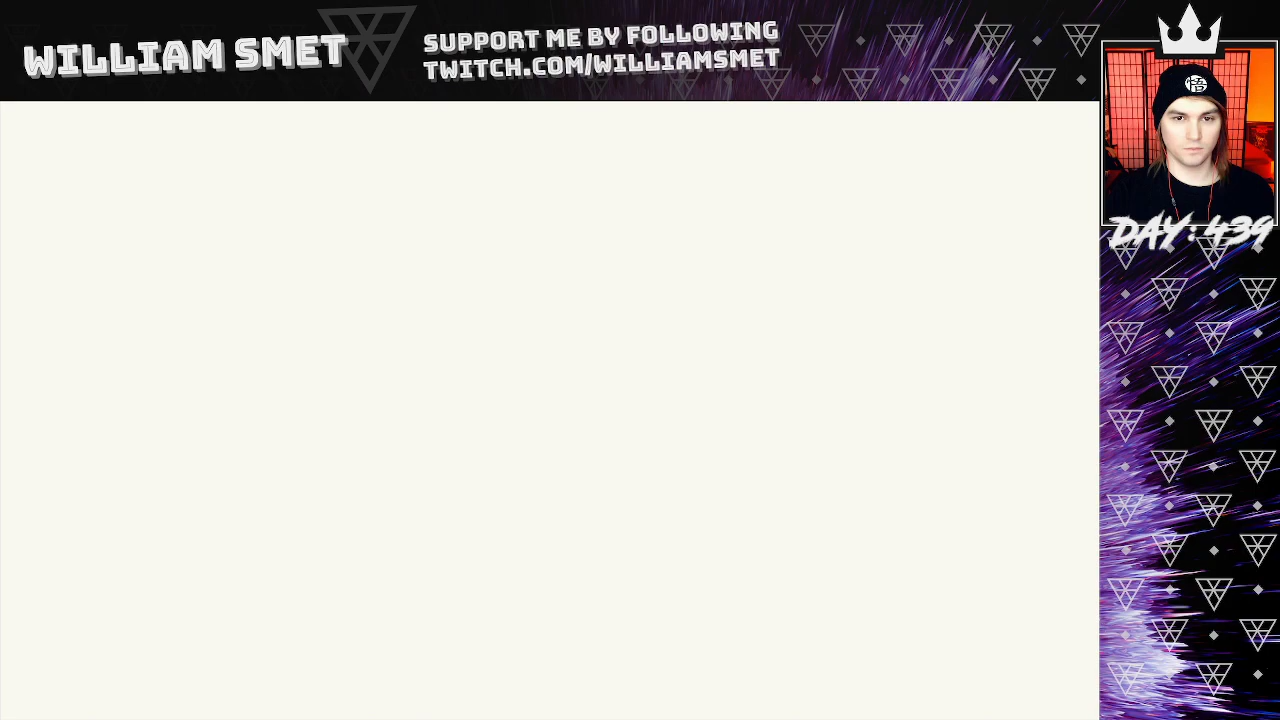 WILLIAM SMET
SUPPORT ME BY FOLLOWING
TWITCH.COM/WILLIAMSMET
DAY: 439